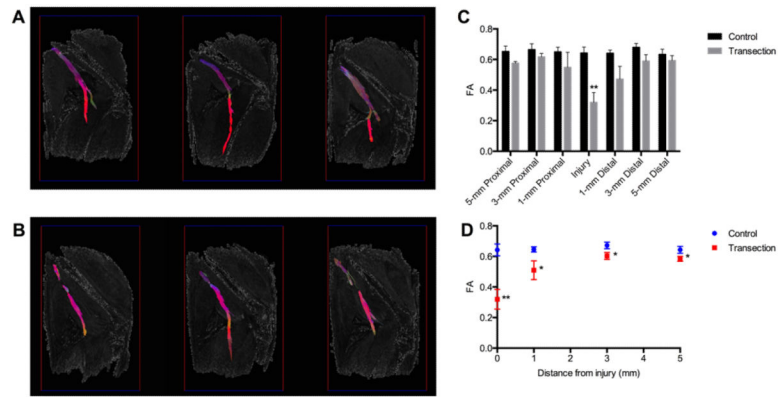 A
B
C
FA
0.8
0.6
0.4
0.2
0.0
**
Control
Transection
5-mm Proximal
3-mm Proximal
1-mm Proximal
Injury
1-mm Distal
3-mm Distal
5-mm Distal
D
FA
0.8
0.6
0.4
0.2
0.0
**
*
*
*
Control
Transection
0
1
2
3
4
5
Distance from injury (mm)